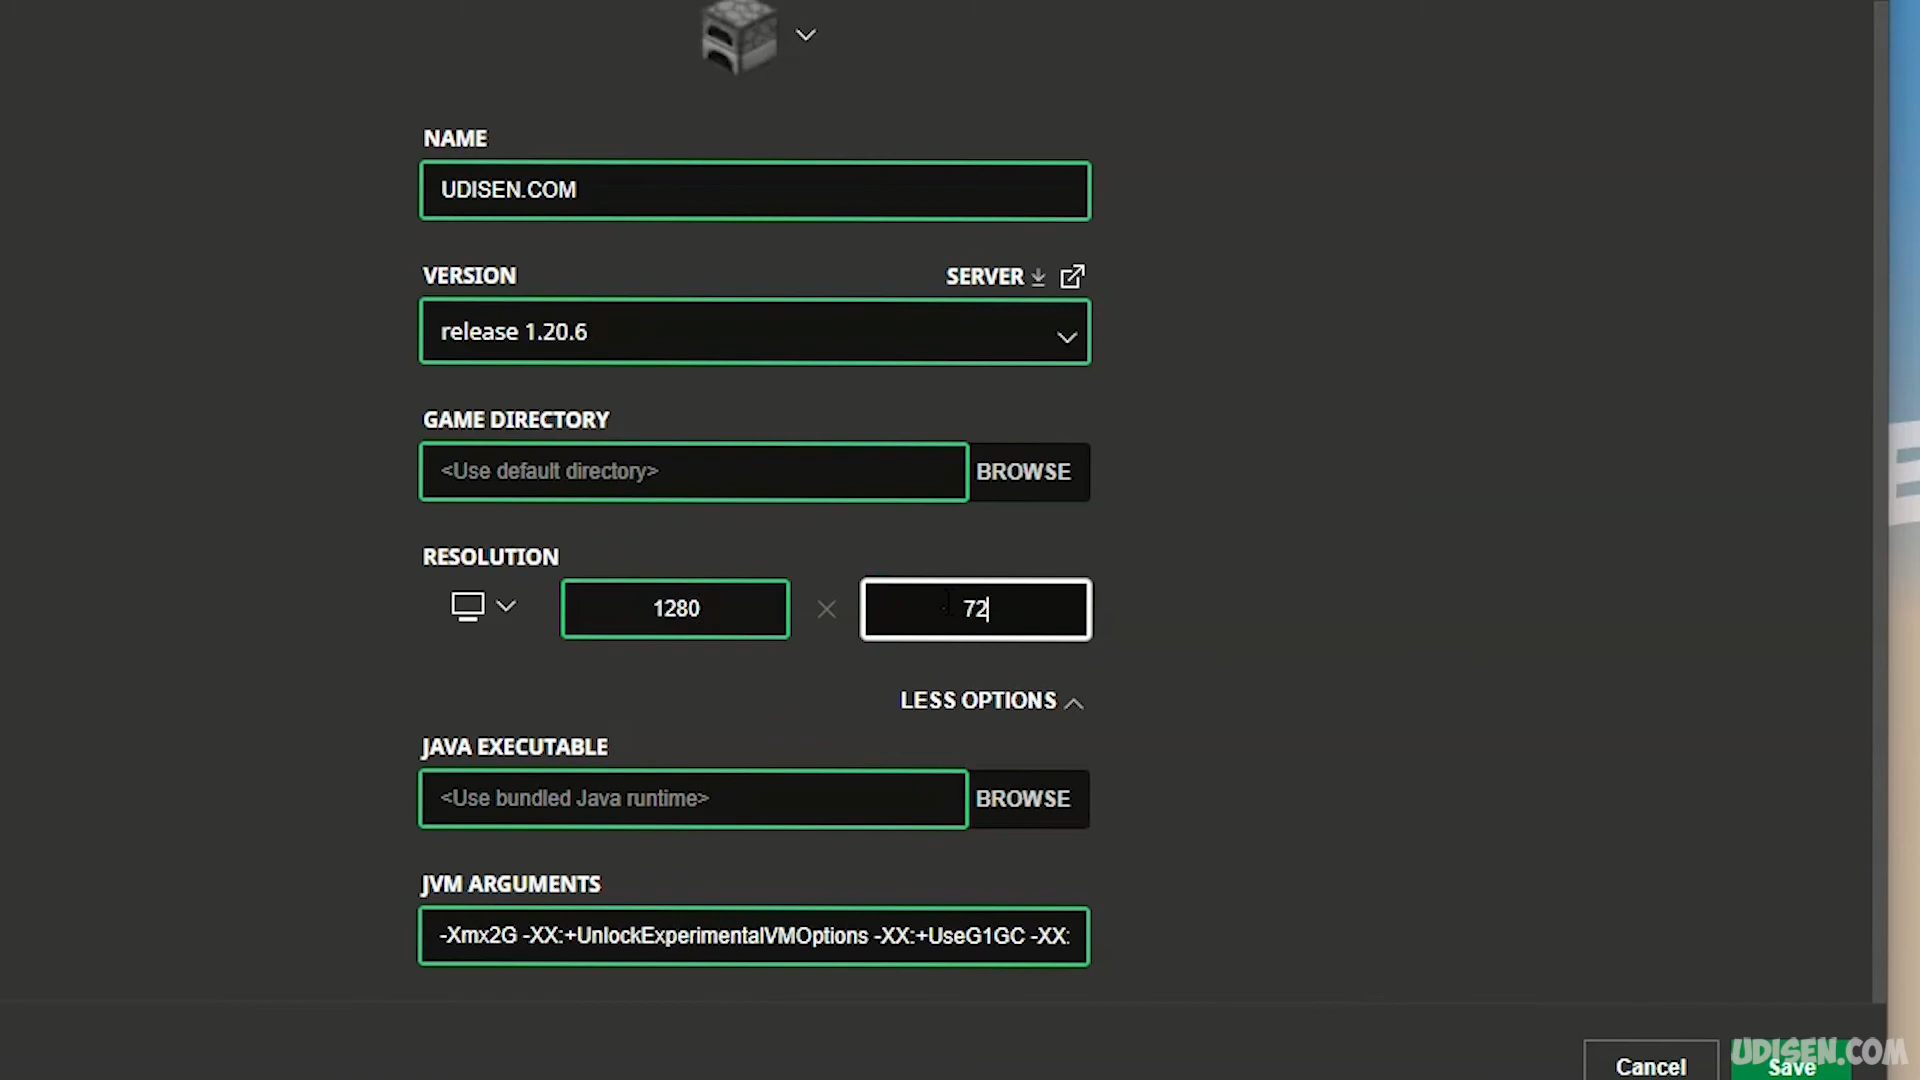 NAME
UDISEN.COM
VERSION
SERVER
release 1.20.6
GAME DIRECTORY
<Use default directory>
BROWSE
RESOLUTION
1280
72
LESS OPTIONS
JAVA EXECUTABLE
<Use bundled Java runtime>
BROWSE
JVM ARGUMENTS
-Xmx2G -XX:+UnlockExperimentalVMOptions -XX:+UseG1GC -XX:
Cancel
Save
UDISEN.COM